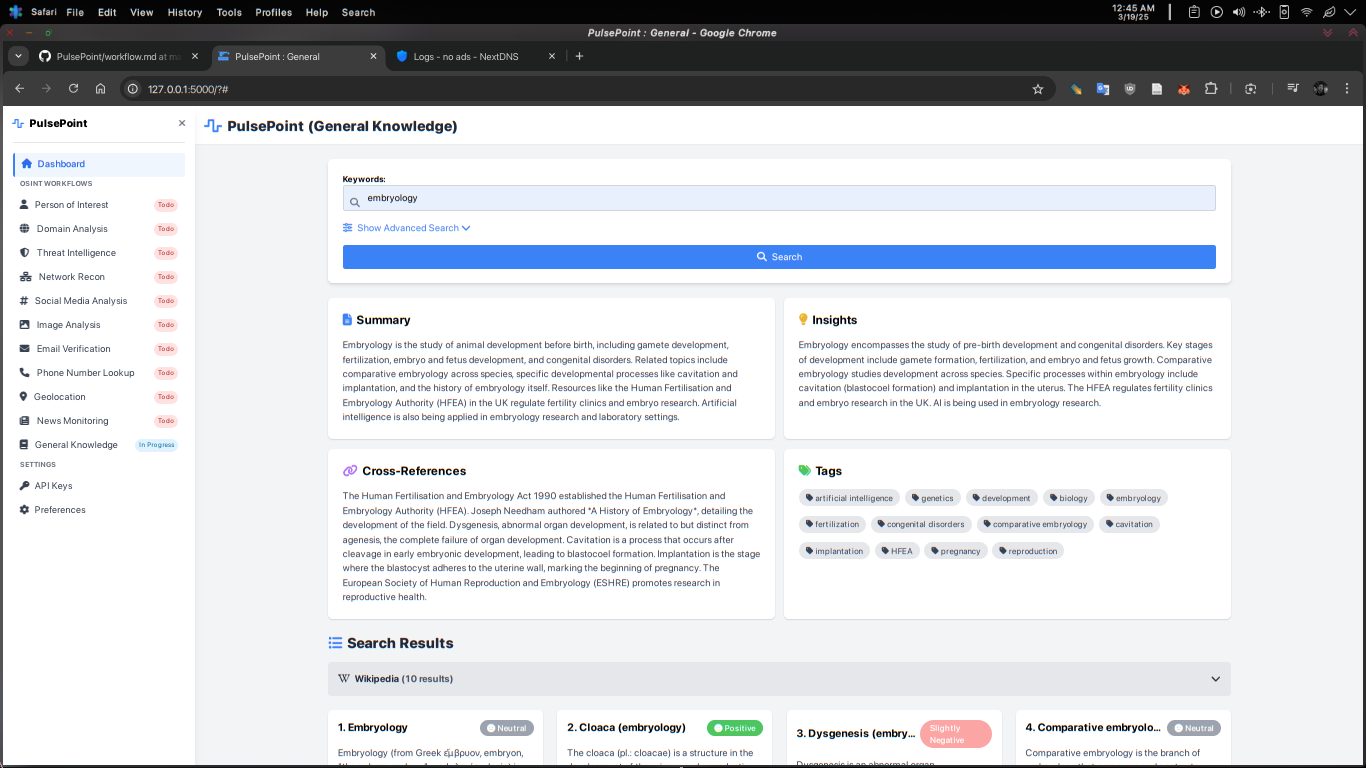 Safari File Edit View History Tools Profiles Help Search
12:45 AM
3/19/25
PulsePoint : General - Google Chrome
PulsePoint/workflow.md at ma
PulsePoint : General
Logs - no ads - NextDNS
127.0.0.1:5000/?#
PulsePoint
PulsePoint (General Knowledge)
Dashboard
OSINT WORKFLOWS
Person of Interest Todo
Domain Analysis Todo
Threat Intelligence Todo
Network Recon Todo
Social Media Analysis Todo
Image Analysis Todo
Email Verification Todo
Phone Number Lookup Todo
Geolocation Todo
News Monitoring Todo
General Knowledge In Progress
SETTINGS
API Keys
Preferences
Keywords:
embryology
Show Advanced Search
Search
Summary
Embryology is the study of animal development before birth, including gamete development,
fertilization, embryo and fetus development, and congenital disorders. Related topics include
comparative embryology across species, specific developmental processes like cavitation and
implantation, and the history of embryology itself. Resources like the Human Fertilisation and
Embryology Authority (HFEA) in the UK regulate fertility clinics and embryo research. Artificial
intelligence is also being applied in embryology research and laboratory settings.
Insights
Embryology encompasses the study of pre-birth development and congenital disorders. Key stages
of development include gamete formation, fertilization, and embryo and fetus growth. Comparative
embryology studies development across species. Specific processes within embryology include
cavitation (blastocoel formation) and implantation in the uterus. The HFEA regulates fertility clinics
and embryo research in the UK. AI is being used in embryology research.
Cross-References
The Human Fertilisation and Embryology Act 1990 established the Human Fertilisation and
Embryology Authority (HFEA). Joseph Needham authored *A History of Embryology*, detailing the
development of the field. Dysgenesis, abnormal organ development, is related to but distinct from
agenesis, the complete failure of organ development. Cavitation is a process that occurs after
cleavage in early embryonic development, leading to blastocoel formation. Implantation is the stage
where the blastocyst adheres to the uterine wall, marking the beginning of pregnancy. The
European Society of Human Reproduction and Embryology (ESHRE) promotes research in
reproductive health.
Tags
artificial intelligence genetics development biology embryology
fertilization congenital disorders comparative embryology cavitation
implantation HFEA pregnancy reproduction
Search Results
Wikipedia (10 results)
1. Embryology Neutral
Embryology (from Greek ἔμβρυον, embryon,
2. Cloaca (embryology) Positive
The cloaca (pl.: cloacae) is a structure in the
3. Dysgenesis (embry... Slightly
Negative
Dysgenesis is an abnormal organ
4. Comparative embryolo... Neutral
Comparative embryology is the branch of